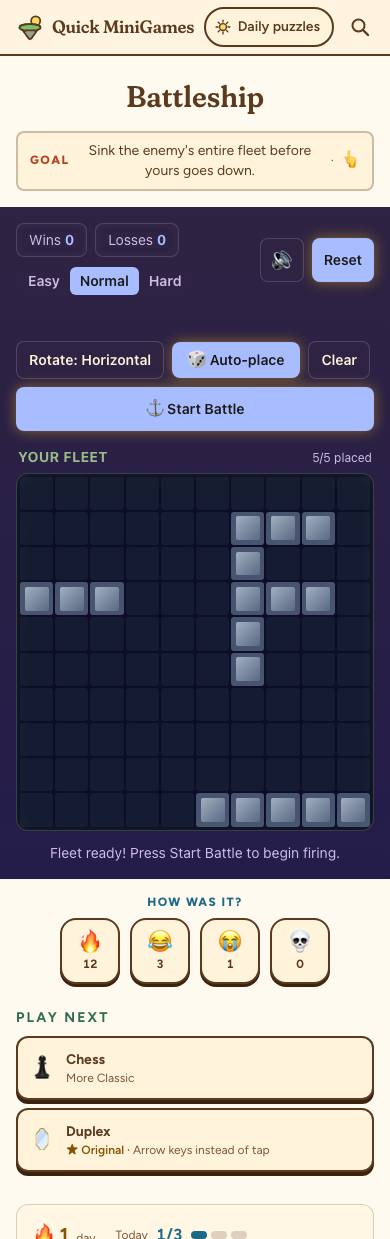 Quick MiniGames
Daily puzzles
Battleship
GOAL
Sink the enemy's entire fleet before
yours goes down.
·
Wins 0
Losses 0
Easy
Normal
Hard
Reset
Rotate: Horizontal
Auto-place
Clear
Start Battle
YOUR FLEET
5/5 placed
Fleet ready! Press Start Battle to begin firing.
HOW WAS IT?
12
3
1
0
PLAY NEXT
Chess
More Classic
Duplex
★ Original · Arrow keys instead of tap
1 day
Today 1/3